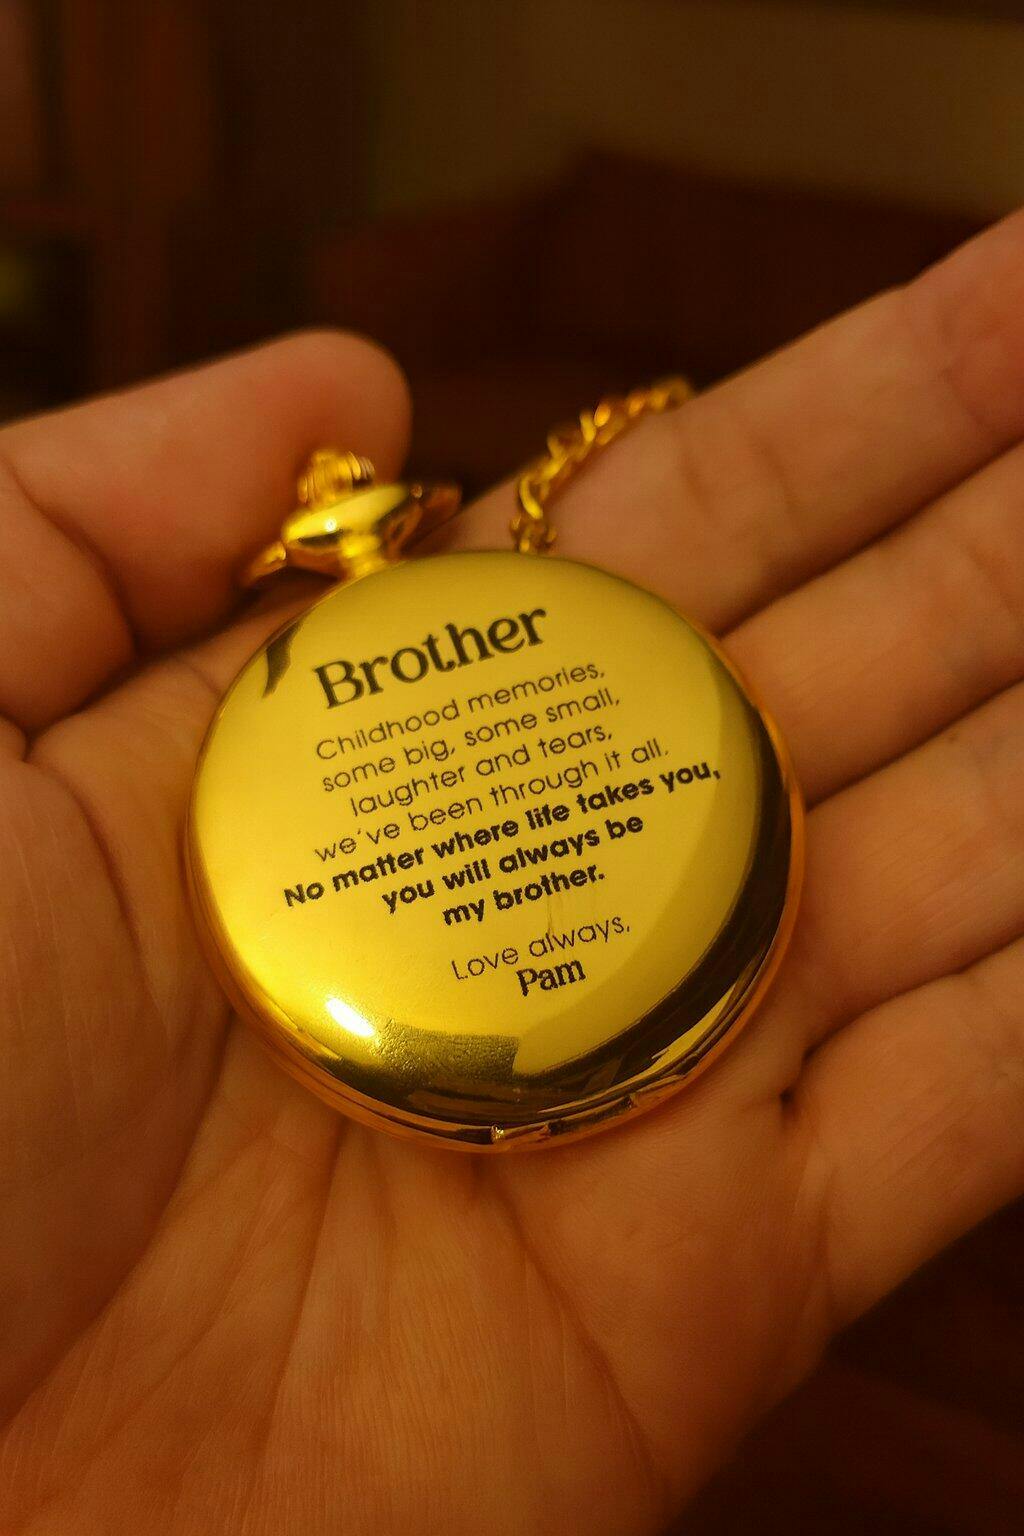 Brother
Childhood memories,
some big, some small,
laughter and tears,
we've been through it all.
No matter where life takes you,
you will always be
my brother.
Love always,
Pam